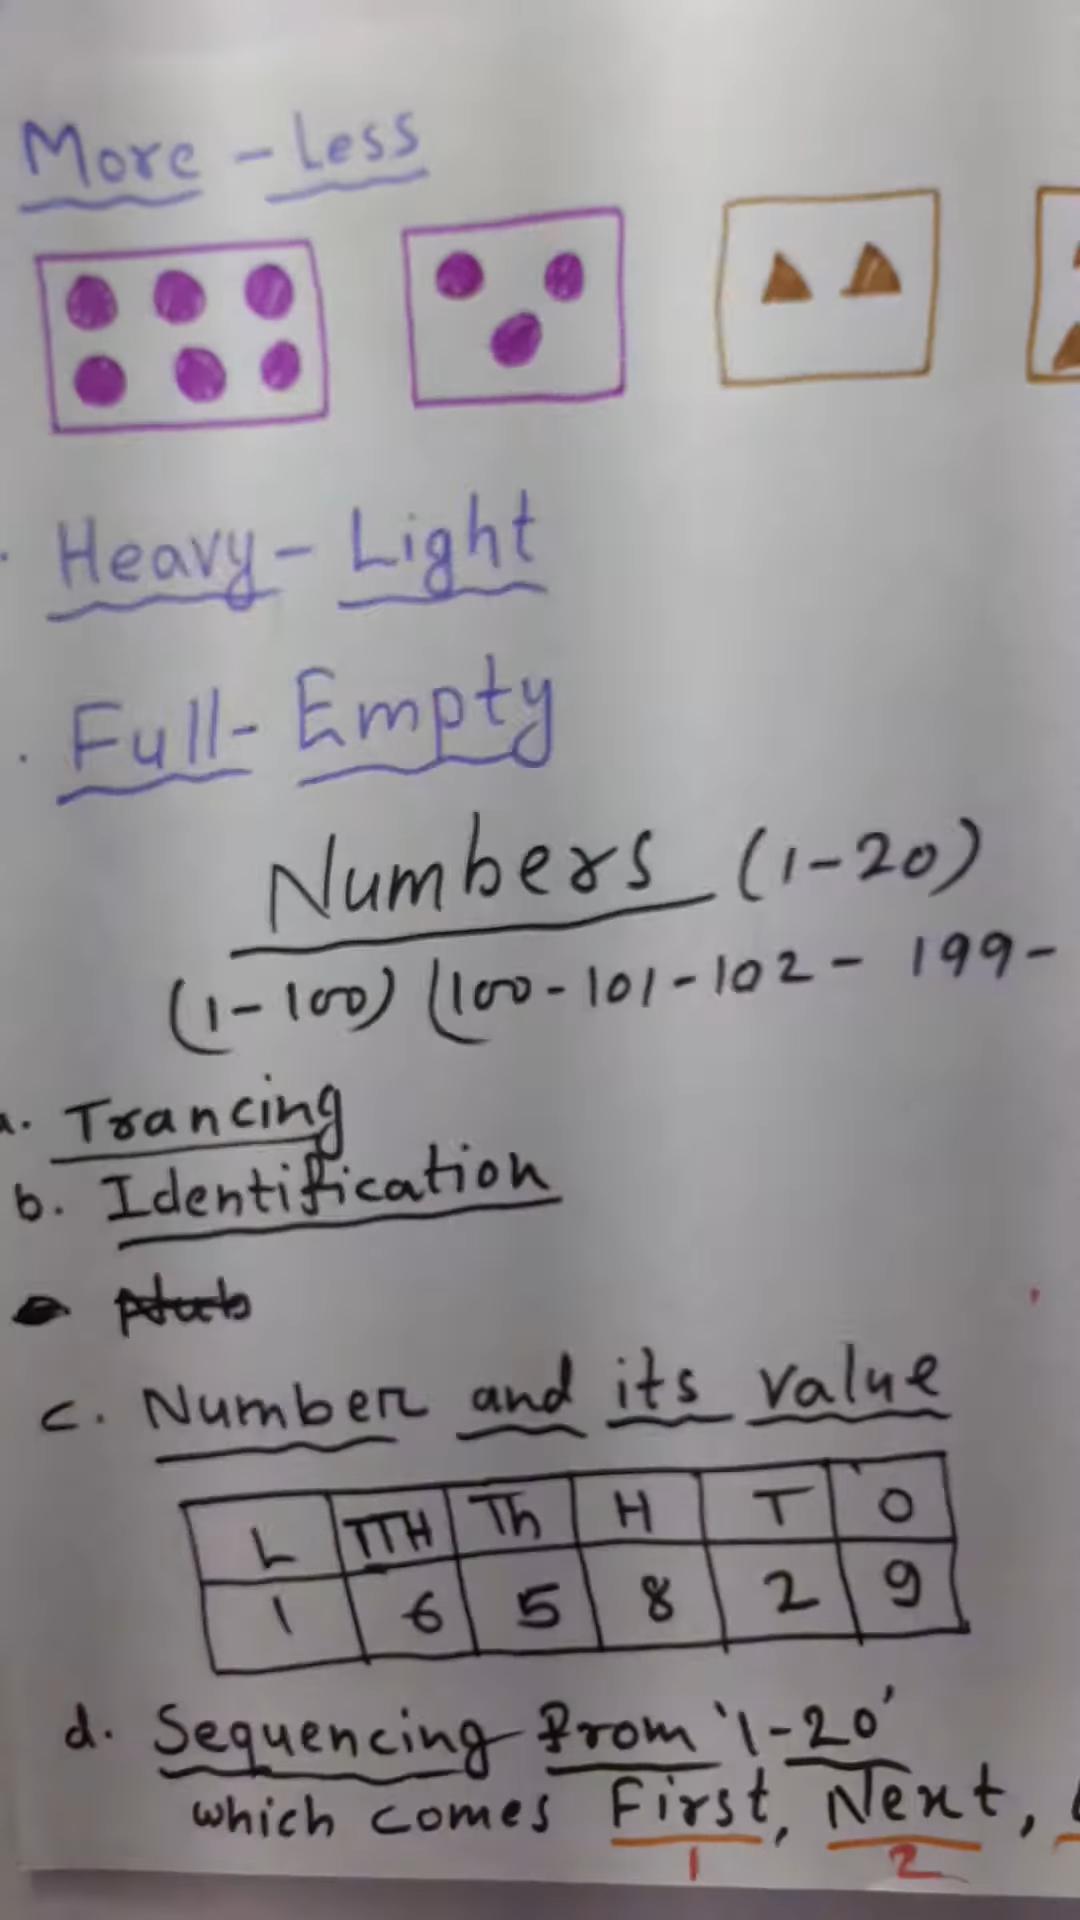 More - Less
Heavy - Light
Full - Empty
Numbers (1-20)
(1-100) (100-101-102- 199-
a. Trancing
b. Identification
c. Number and its value
L TTH Th H T O
1 6 5 8 2 9
d. Sequencing From '1-20'
which comes First, Next,
1 2